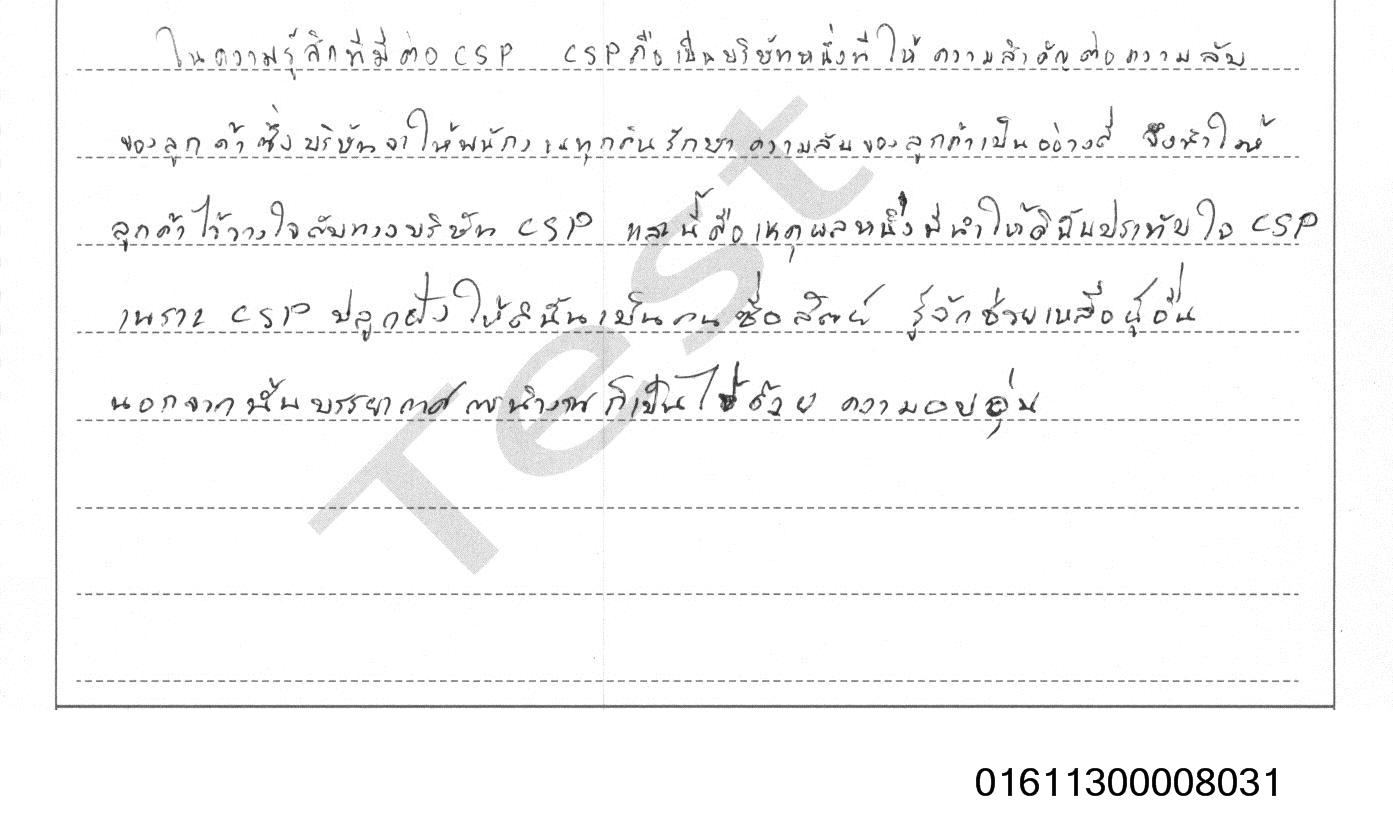 ในความรู้สึกที่มีต่อ CSP CSP ถือเป็นบริษัทหนึ่งที่ให้ความสำคัญต่อความลับ
ของลูกค้าซึ่งบริษัทจะให้พนักงานทุกคนรักษาความลับของลูกค้าเป็นอย่างดี จึงทำให้
ลูกค้าไว้วางใจกับทางบริษัท CSP และนี้คือเหตุผลหนึ่งที่ทำให้ดิฉันประทับใจ CSP
เพราะ CSP ปลูกฝังให้ดิฉันเป็นคนซื่อสัตย์ รู้จักช่วยเหลือผู้อื่น
นอกจากนั้นบรรยากาศการทำงานก็เป็นไปด้วยความอบอุ่น
Test
01611300008031